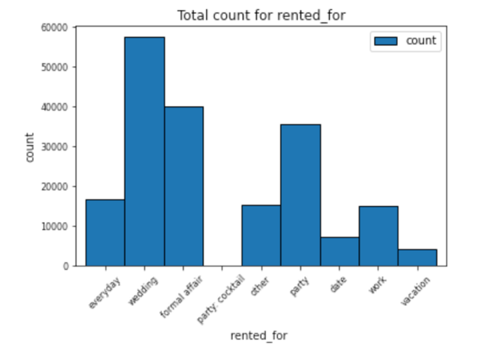 Total count for rented_for
count
60000
50000
40000
30000
20000
10000
0
count
everyday
wedding
formal affair
party: cocktail
other
party
date
work
vacation
rented_for